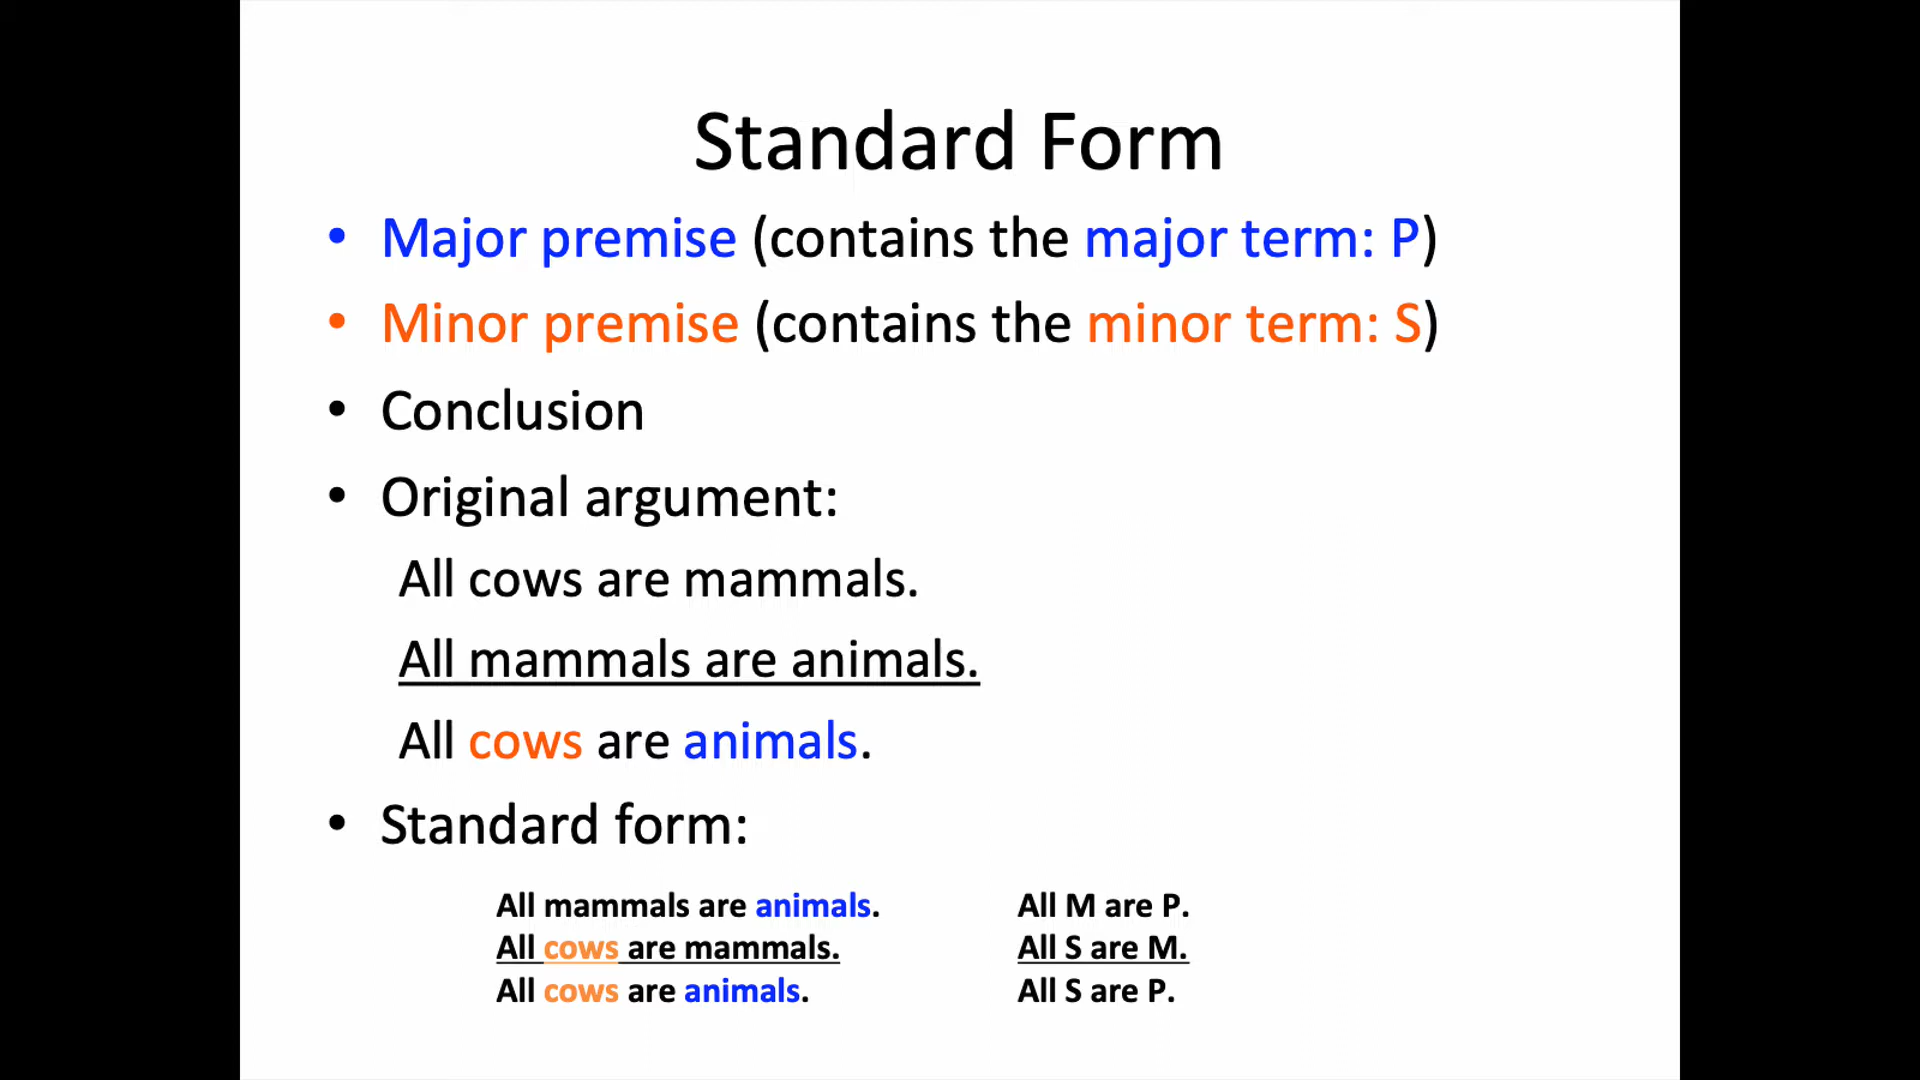 Standard Form
• Major premise (contains the major term: P)
• Minor premise (contains the minor term: S)
• Conclusion
• Original argument:
All cows are mammals.
All mammals are animals.
All cows are animals.
• Standard form:
All mammals are animals.
All cows are mammals.
All cows are animals.
All M are P.
All S are M.
All S are P.